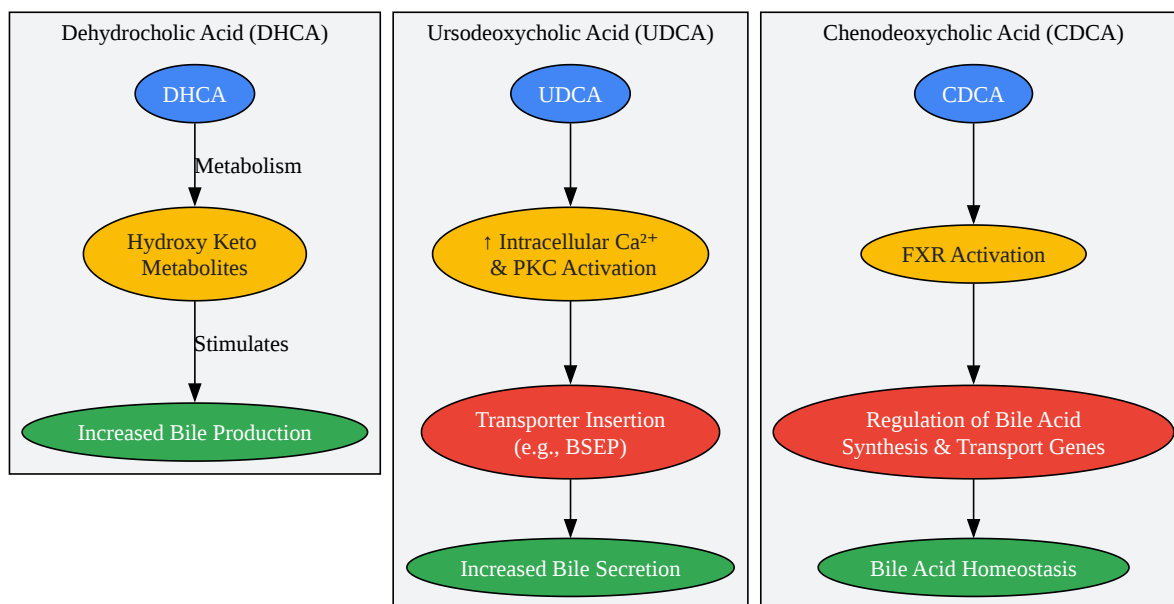 Dehydrocholic Acid (DHCA)
DHCA
Metabolism
Hydroxy Keto
Metabolites
Stimulates
Increased Bile Production
Ursodeoxycholic Acid (UDCA)
UDCA
↑ Intracellular Ca²⁺
& PKC Activation
Transporter Insertion
(e.g., BSEP)
Increased Bile Secretion
Chenodeoxycholic Acid (CDCA)
CDCA
FXR Activation
Regulation of Bile Acid
Synthesis & Transport Genes
Bile Acid Homeostasis